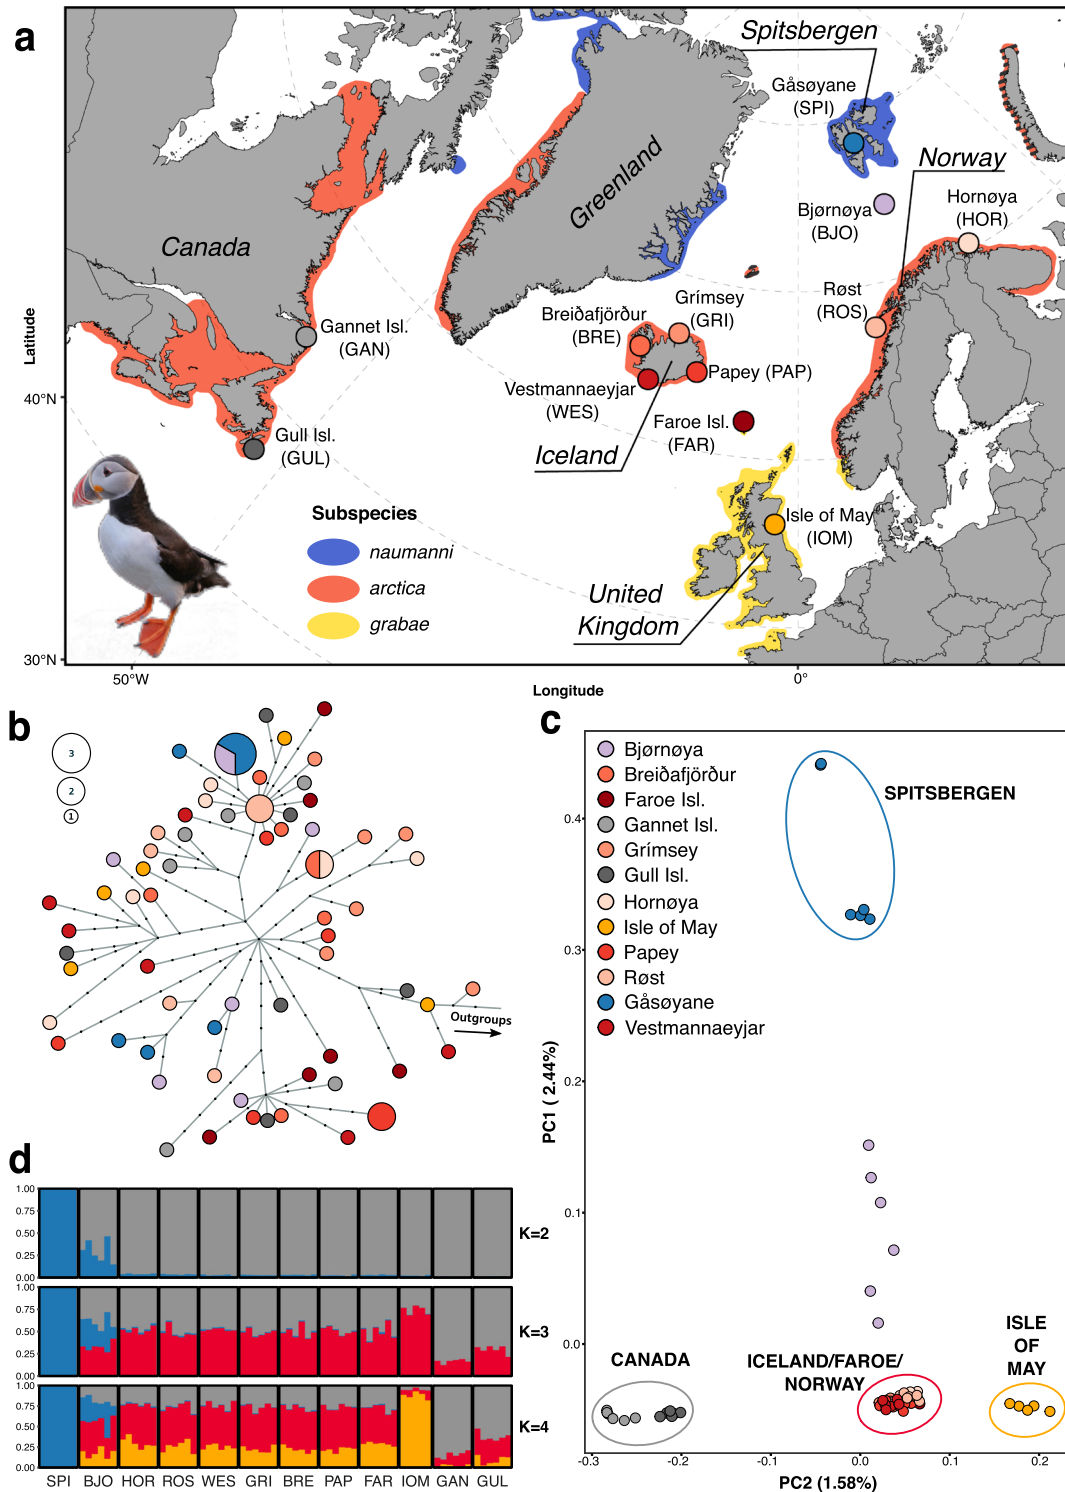 a
Spitsbergen
Gåsøyane
(SPI)
Norway
Hornøya
(HOR)
Bjørnøya
(BJO)
Greenland
Canada
Røst
(ROS)
Grímsey
(GRI)
Breiðafjörður
(BRE)
Gannet Isl.
(GAN)
Papey (PAP)
Vestmannaeyjar
(WES)
Faroe Isl.
(FAR)
Iceland
Gull Isl.
(GUL)
Isle of May
(IOM)
United
Kingdom
Subspecies
naumanni
arctica
grabae
Latitude
40°N
30°N
50°W
0°
Longitude
b
3
2
1
Outgroups
c
Bjørnøya
Breiðafjörður
Faroe Isl.
Gannet Isl.
Grímsey
Gull Isl.
Hornøya
Isle of May
Papey
Røst
Gåsøyane
Vestmannaeyjar
SPITSBERGEN
CANADA
ICELAND/FAROE/
NORWAY
ISLE
OF
MAY
PC1 ( 2.44%)
0.4
0.3
0.2
0.1
0.0
-0.3
-0.2
-0.1
0.0
0.1
0.2
PC2 (1.58%)
d
1.00
0.75
0.50
0.25
0.00
K=2
1.00
0.75
0.50
0.25
0.00
K=3
1.00
0.75
0.50
0.25
0.00
K=4
SPI BJO HOR ROS WES GRI BRE PAP FAR IOM GAN GUL